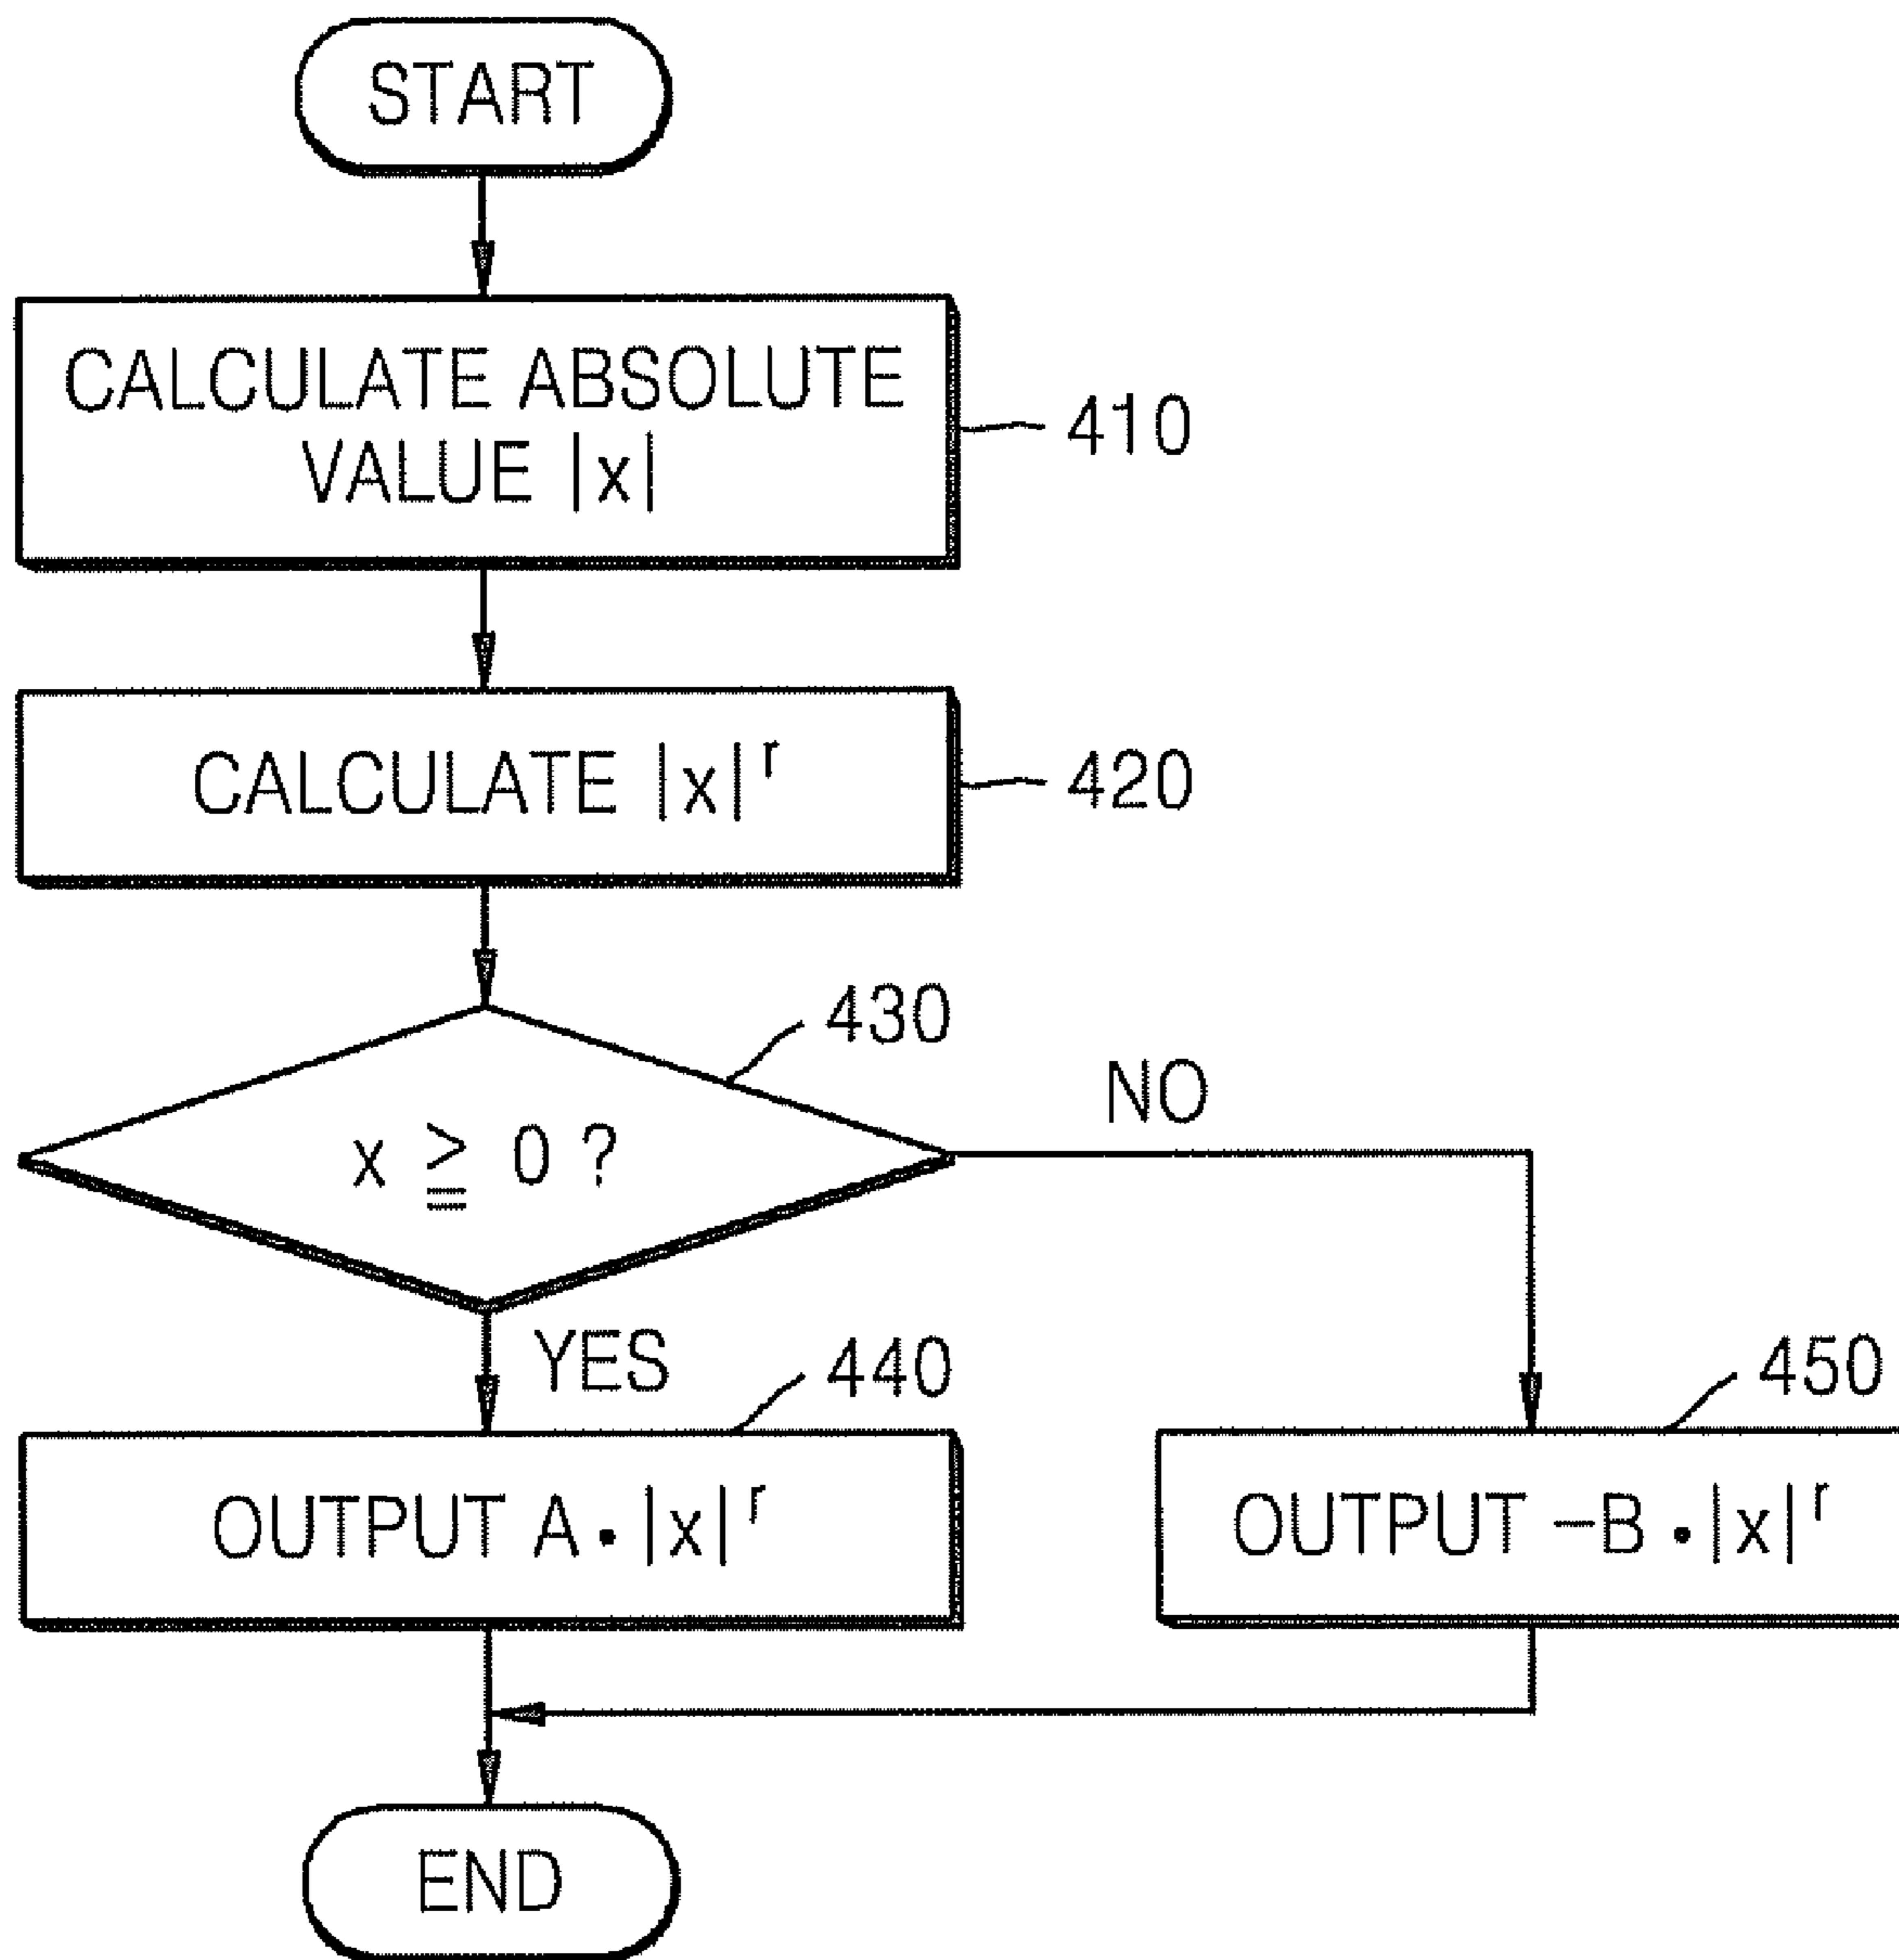 START
CALCULATE ABSOLUTE
VALUE |x|
410
CALCULATE |x|ʳ
420
430
x ≧ 0 ?
NO
YES
440
450
OUTPUT A・|x|ʳ
OUTPUT −B・|x|ʳ
END